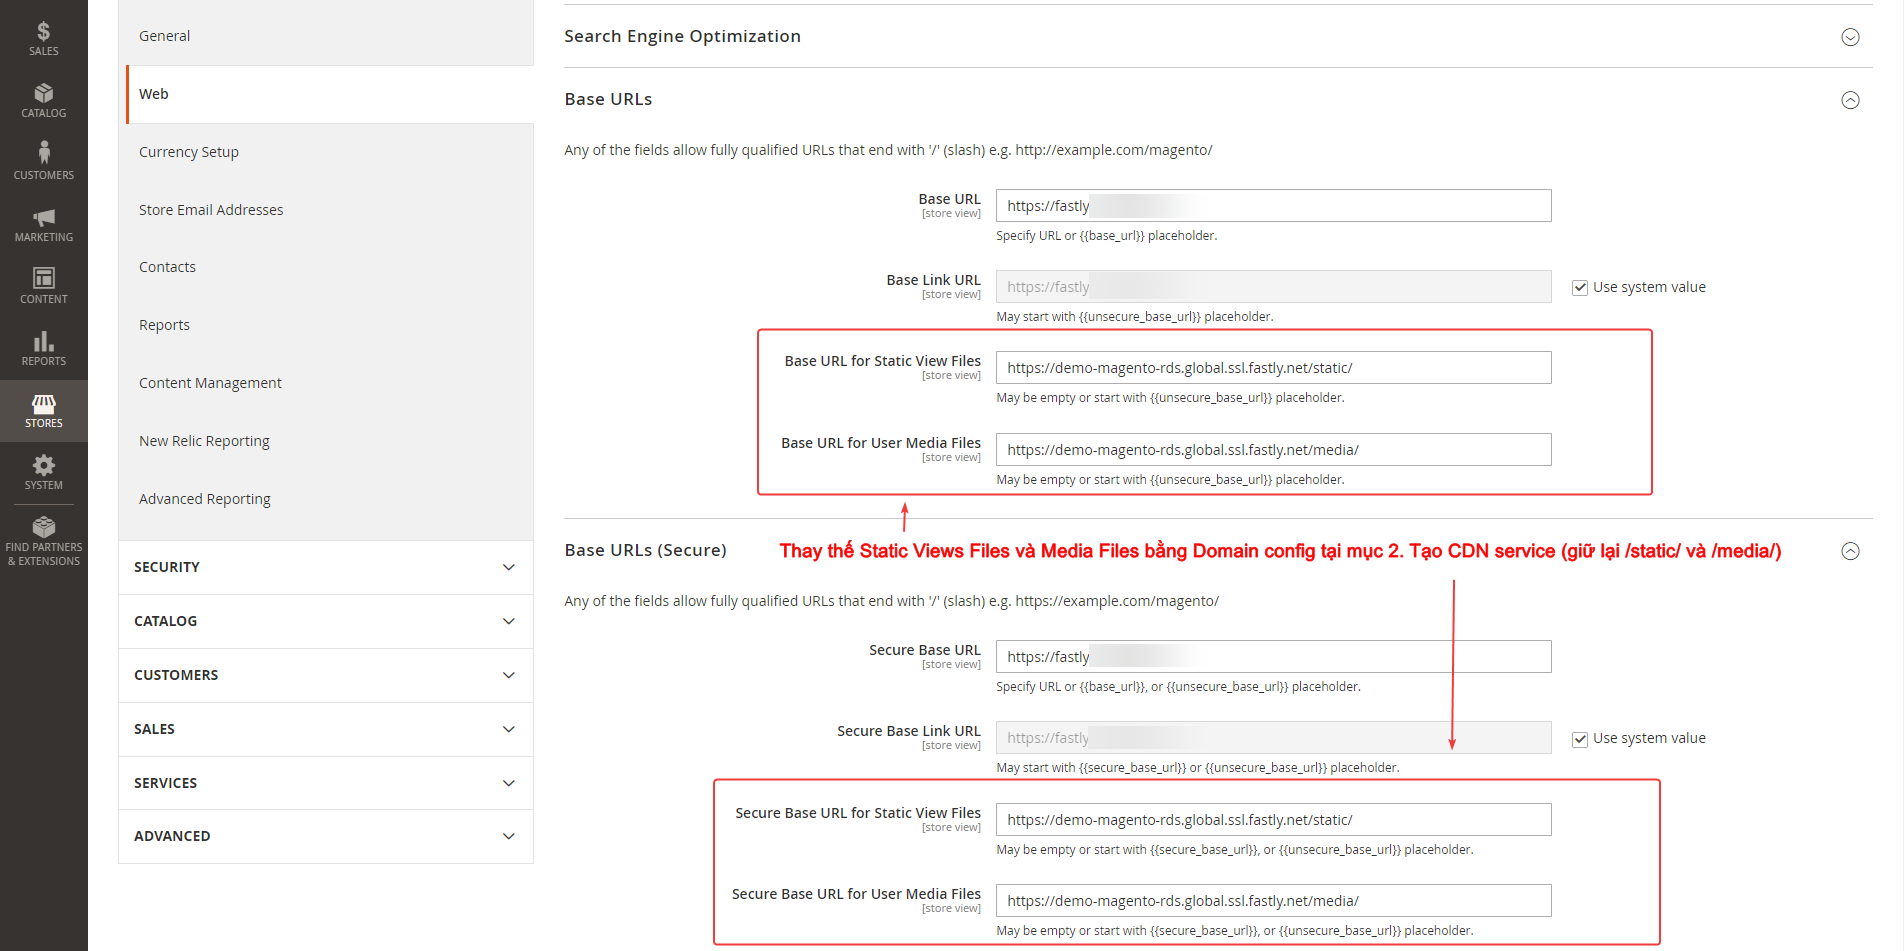 SALES
CATALOG
CUSTOMERS
MARKETING
CONTENT
REPORTS
STORES
SYSTEM
FIND PARTNERS
& EXTENSIONS
General
Web
Currency Setup
Store Email Addresses
Contacts
Reports
Content Management
New Relic Reporting
Advanced Reporting
SECURITY
CATALOG
CUSTOMERS
SALES
SERVICES
ADVANCED
Search Engine Optimization
Base URLs
Any of the fields allow fully qualified URLs that end with '/' (slash) e.g. http://example.com/magento/
Base URL
[store view]
https://fastly
Specify URL or {{base_url}} placeholder.
Base Link URL
[store view]
https://fastly
Use system value
May start with {{unsecure_base_url}} placeholder.
Base URL for Static View Files
[store view]
https://demo-magento-rds.global.ssl.fastly.net/static/
May be empty or start with {{unsecure_base_url}} placeholder.
Base URL for User Media Files
[store view]
https://demo-magento-rds.global.ssl.fastly.net/media/
May be empty or start with {{unsecure_base_url}} placeholder.
Base URLs (Secure)
Thay thế Static Views Files và Media Files bằng Domain config tại mục 2. Tạo CDN service (giữ lại /static/ và /media/)
Any of the fields allow fully qualified URLs that end with '/' (slash) e.g. https://example.com/magento/
Secure Base URL
[store view]
https://fastly
Specify URL or {{base_url}}, or {{unsecure_base_url}} placeholder.
Secure Base Link URL
[store view]
https://fastly
Use system value
May start with {{secure_base_url}} or {{unsecure_base_url}} placeholder.
Secure Base URL for Static View Files
[store view]
https://demo-magento-rds.global.ssl.fastly.net/static/
May be empty or start with {{secure_base_url}}, or {{unsecure_base_url}} placeholder.
Secure Base URL for User Media Files
[store view]
https://demo-magento-rds.global.ssl.fastly.net/media/
May be empty or start with {{secure_base_url}}, or {{unsecure_base_url}} placeholder.